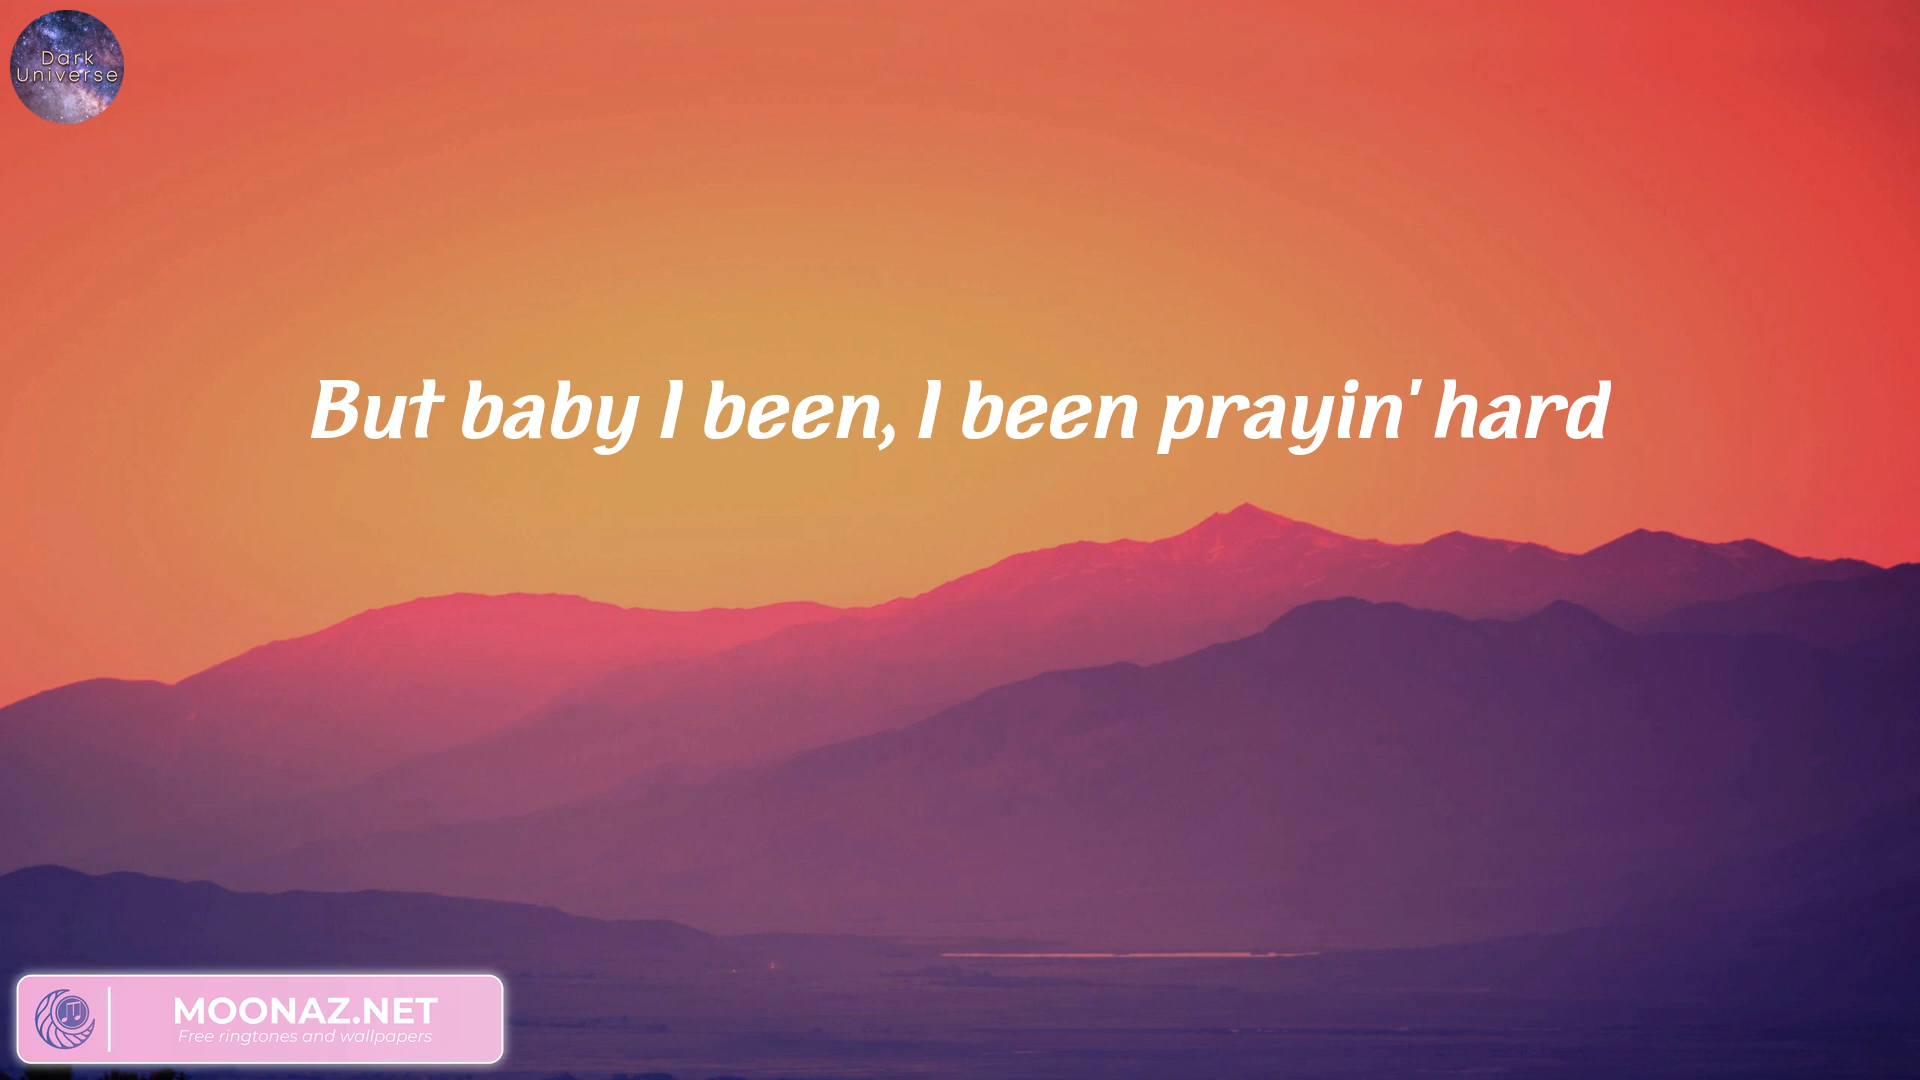 Dark
Universe
But baby I been, I been prayin' hard
MOONAZ.NET
Free ringtones and wallpapers